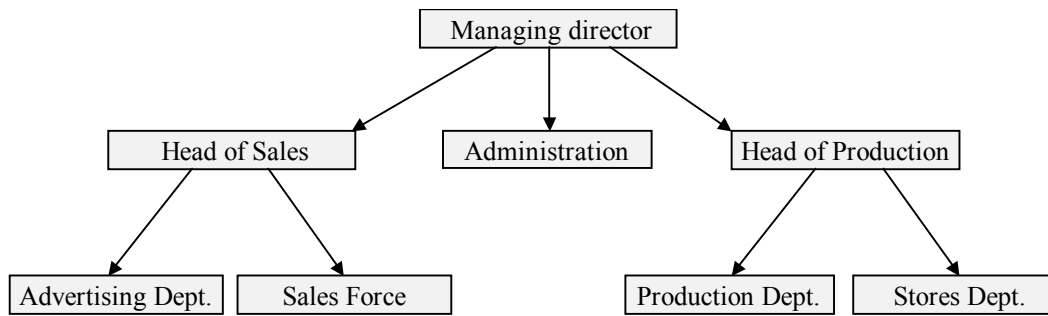 Managing director
Head of Sales
Administration
Head of Production
Advertising Dept.
Sales Force
Production Dept.
Stores Dept.